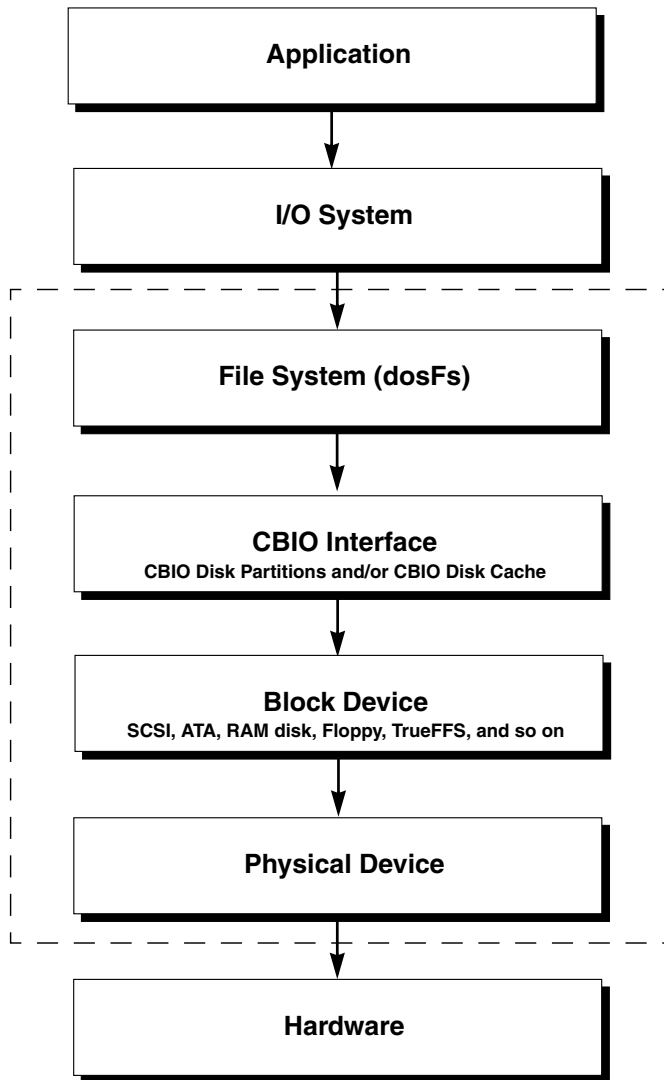 Application
I/O System
File System (dosFs)
CBIO Interface
CBIO Disk Partitions and/or CBIO Disk Cache
Block Device
SCSI, ATA, RAM disk, Floppy, TrueFFS, and so on
Physical Device
Hardware